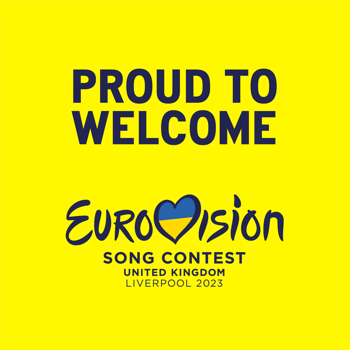 PROUD TO
WELCOME
EUROVISION
SONG CONTEST
UNITED KINGDOM
LIVERPOOL 2023